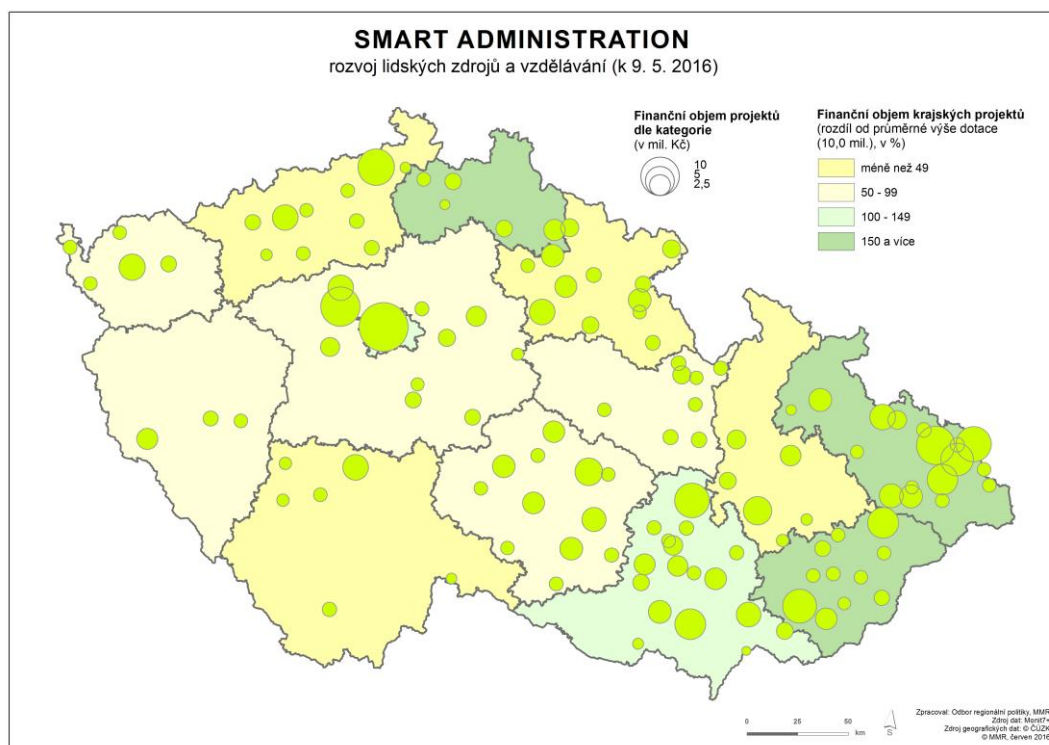 SMART ADMINISTRATION
rozvoj lidských zdrojů a vzdělávání (k 9. 5. 2016)
Finanční objem projektů
dle kategorie
(v mil. Kč)
10
5
2,5
Finanční objem krajských projektů
(rozdíl od průměrné výše dotace
(10,0 mil.), v %)
méně než 49
50 - 99
100 - 149
150 a více
0 25 50
km
S
Zpracoval: Odbor regionální politiky, MMR
Zdroj dat: Monit7+
Zdroj geografických dat: © ČÚZK
© MMR, červen 2016